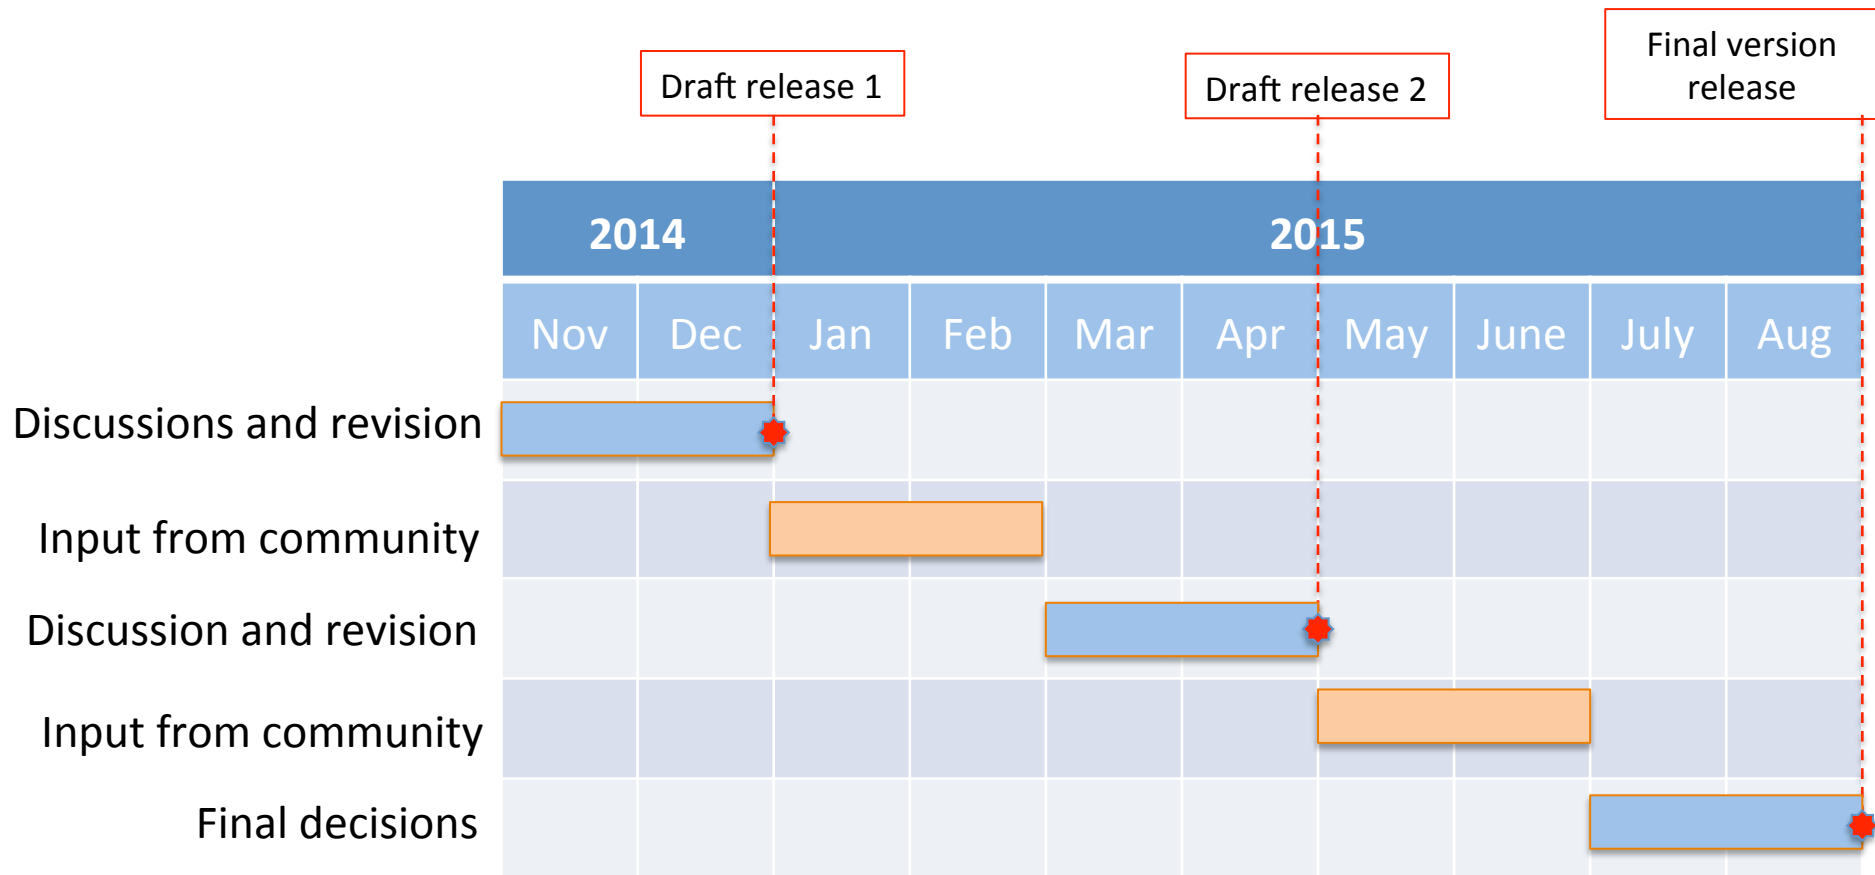 Final version
release
Draft release 1
Draft release 2
2014 2015
Nov Dec Jan Feb Mar Apr May June July Aug
Discussions and revision
Input from community
Discussion and revision
Input from community
Final decisions